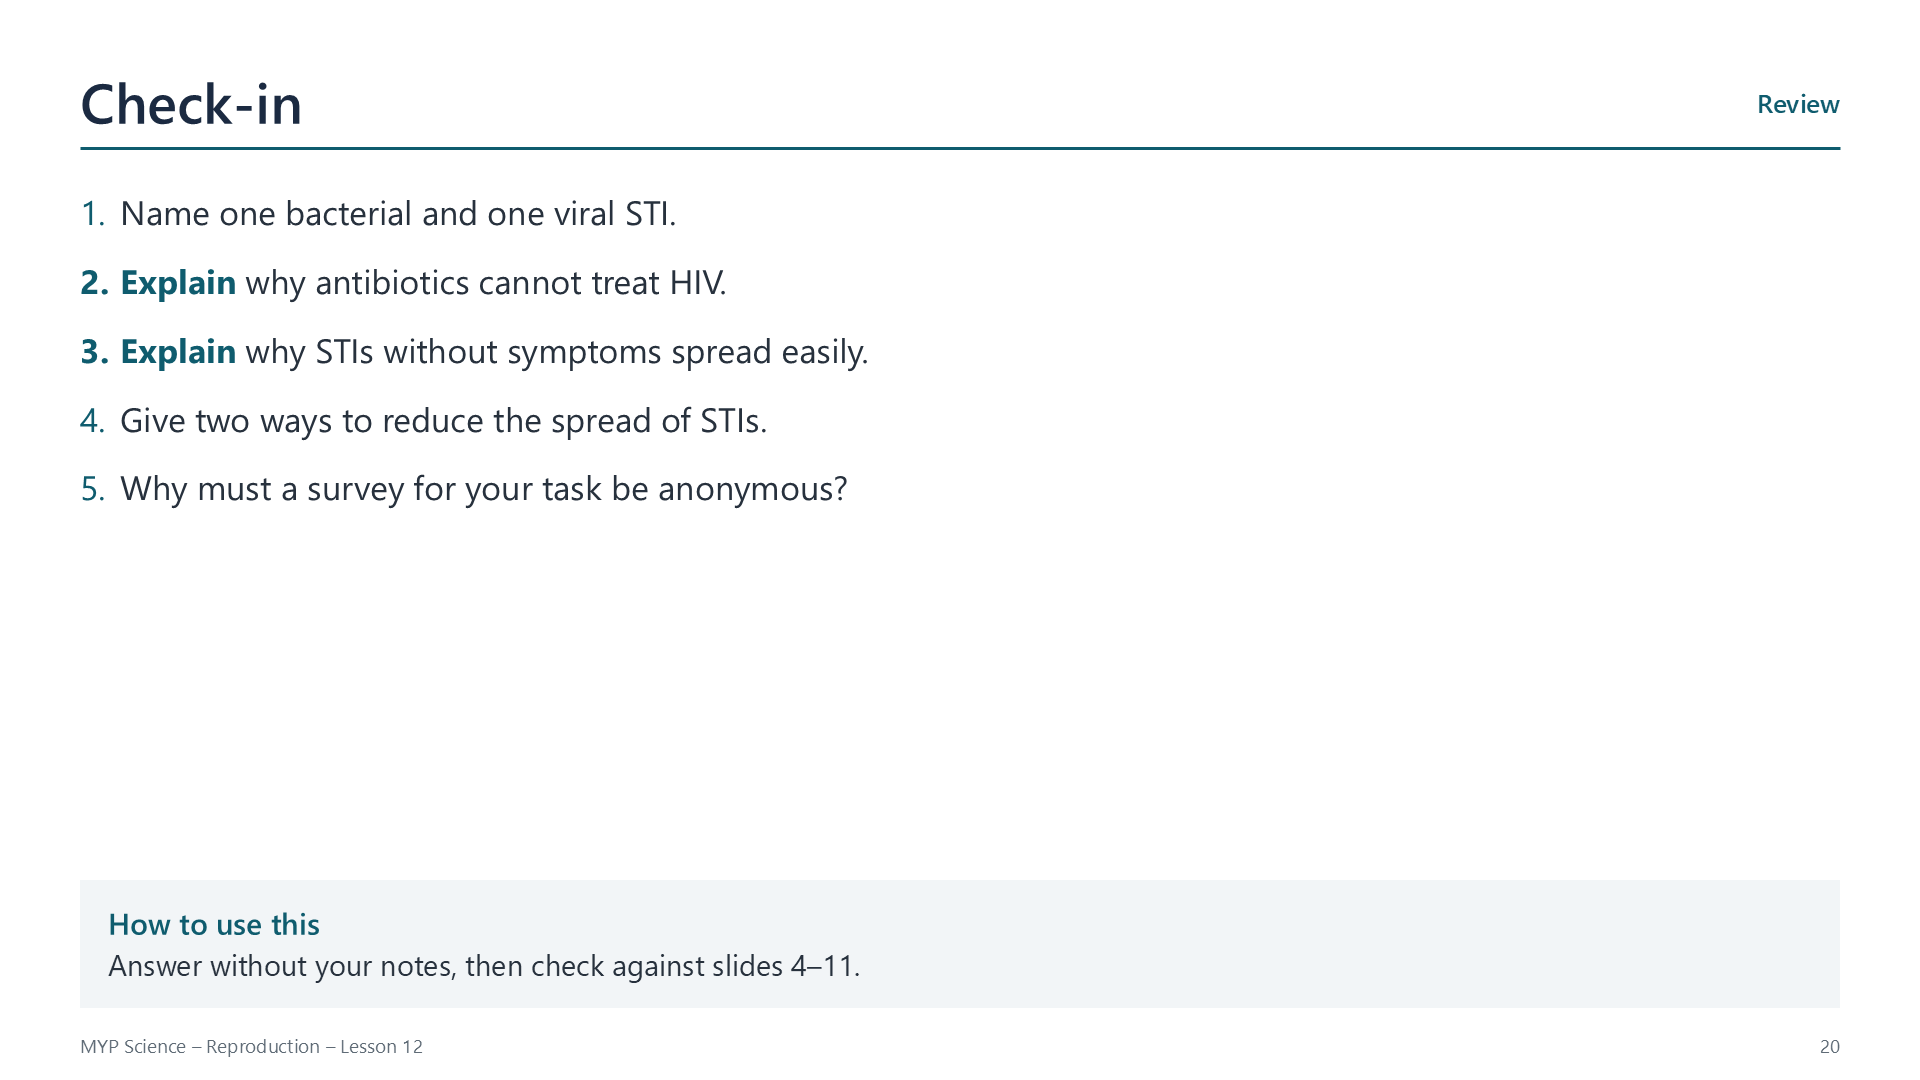 Check-in
Review
1. Name one bacterial and one viral STI.
2. Explain why antibiotics cannot treat HIV.
3. Explain why STIs without symptoms spread easily.
4. Give two ways to reduce the spread of STIs.
5. Why must a survey for your task be anonymous?
How to use this
Answer without your notes, then check against slides 4–11.
MYP Science – Reproduction – Lesson 12
20